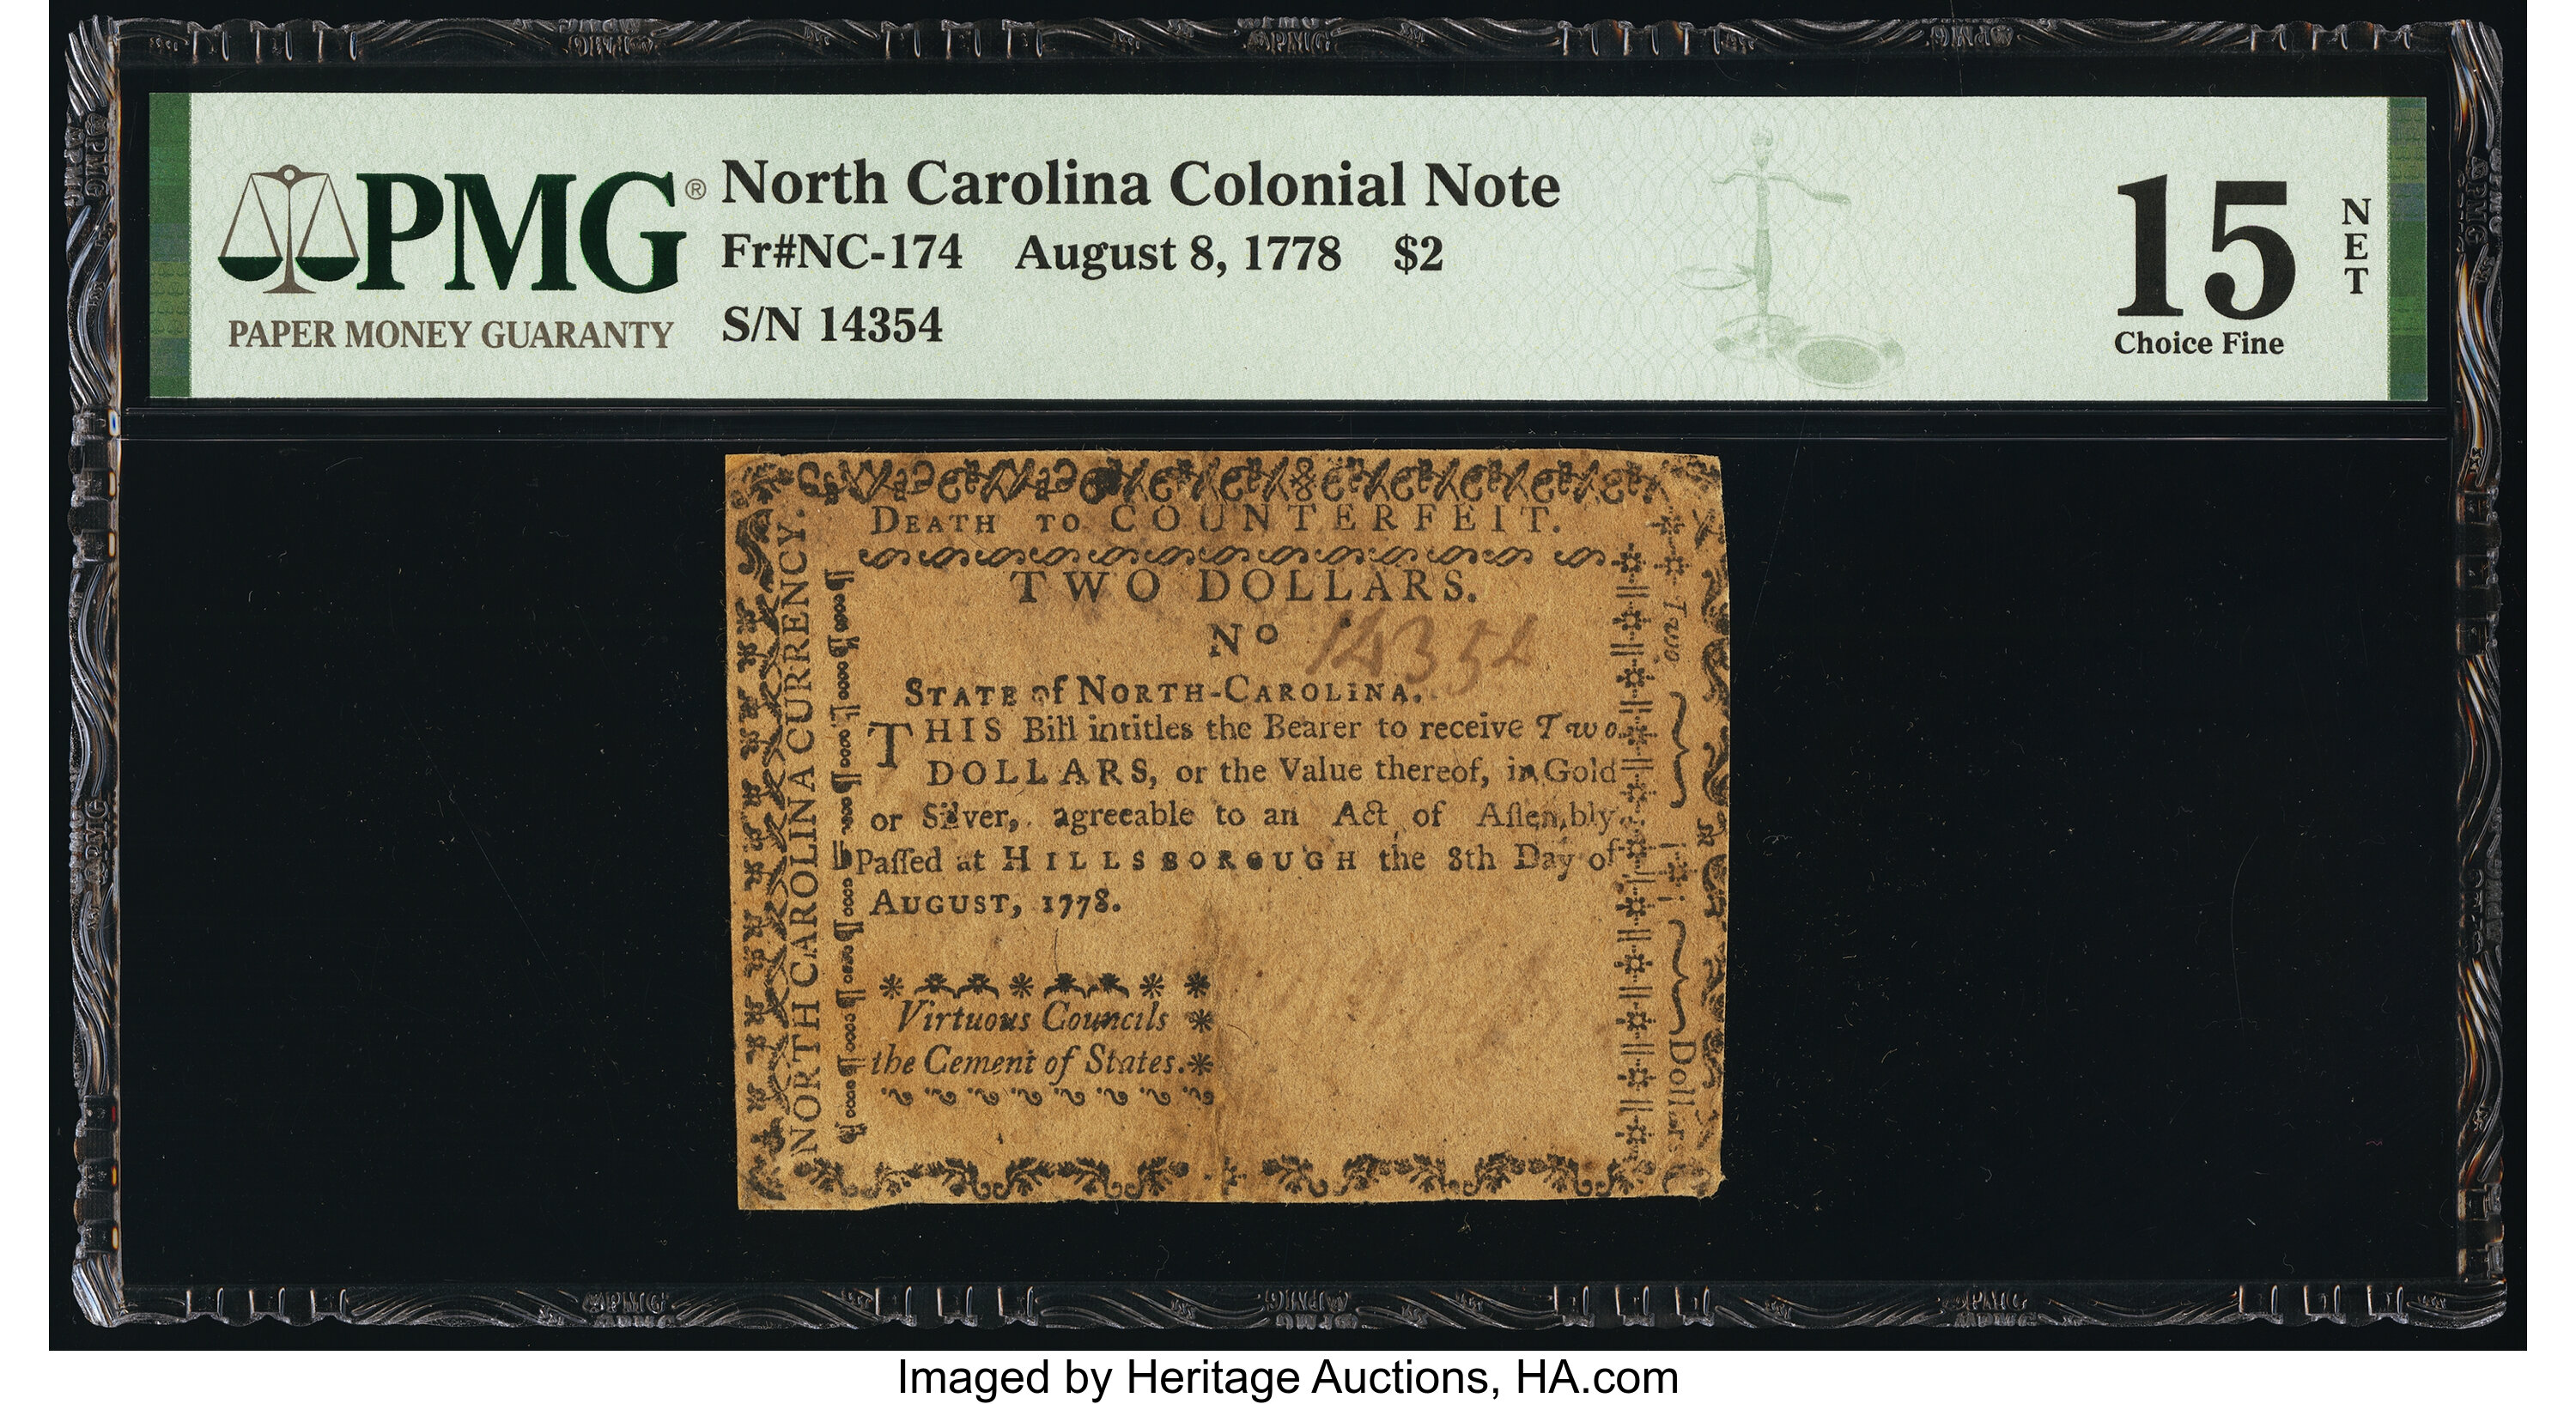 PMG®
PAPER MONEY GUARANTY
North Carolina Colonial Note
Fr#NC-174 August 8, 1778 $2
S/N 14354
15
NET
Choice Fine
DEATH TO COUNTERFEIT.
TWO DOLLARS.
No 14354
STATE of NORTH-CAROLINA.
THIS Bill intitles the Bearer to receive Two
DOLLARS, or the Value thereof, in Gold
or Silver, agreeable to an Act of Aſſembly
Paſſed at HILLSBOROUGH the 8th Day of
AUGUST, 1778.
Virtuous Councils
the Cement of States.
NORTH CAROLINA CURRENCY.
Two
Dollars
Imaged by Heritage Auctions, HA.com